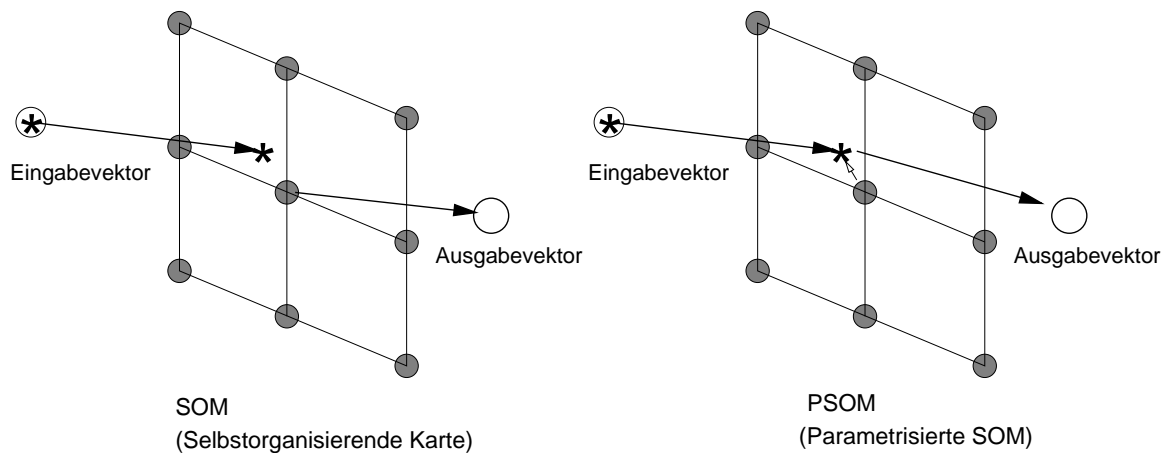 Eingabevektor
Ausgabevektor
SOM
(Selbstorganisierende Karte)
Eingabevektor
Ausgabevektor
PSOM
(Parametrisierte SOM)